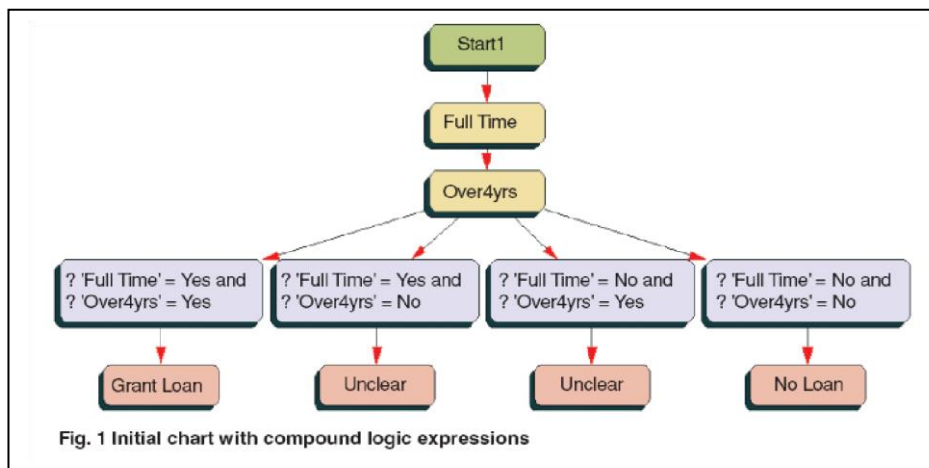 Start1
Full Time
Over4yrs
? 'Full Time' = Yes and
? 'Over4yrs' = Yes
? 'Full Time' = Yes and
? 'Over4yrs' = No
? 'Full Time' = No and
? 'Over4yrs' = Yes
? 'Full Time' = No and
? 'Over4yrs' = No
Grant Loan
Unclear
Unclear
No Loan
Fig. 1 Initial chart with compound logic expressions